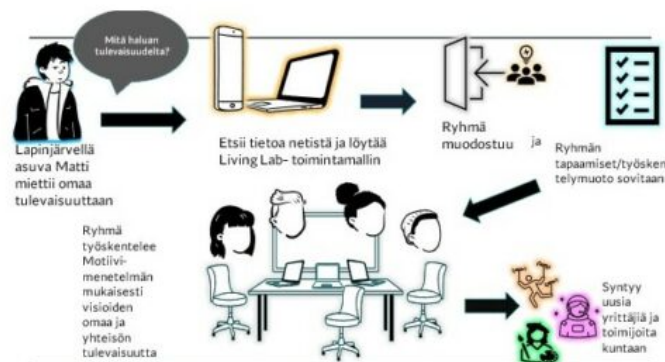 Mitä haluan
tulevaisuudelta?
Lapinjärvellä
asuva Matti
miettii omaa
tulevaisuuttaan
Etsii tietoa netistä ja löytää
Living Lab- toimintamallin
Ryhmä
muodostuu
ja
Ryhmän
tapaamiset/työsken
telymuoto sovitaan
Ryhmä
työskentelee
Motiivi-
menetelmän
mukaisesti
visioiden
omaa ja
yhteisön
tulevaisuutta
Syntyy
uusia
yrittäjiä ja
toimijoita
kuntaan